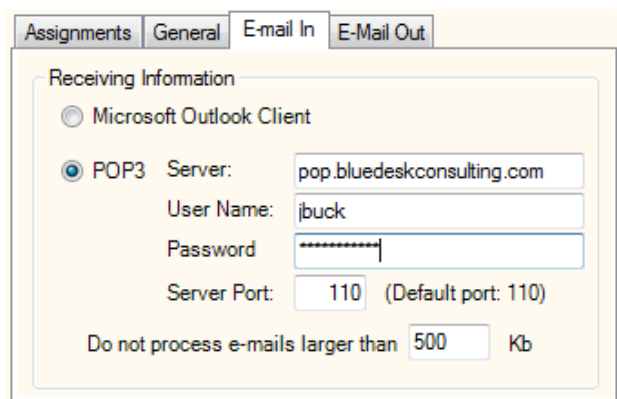 Assignments General E-mail In E-Mail Out
Receiving Information
Microsoft Outlook Client
POP3 Server: pop.bluedeskconsulting.com
User Name: jbuck
Password ***********
Server Port: 110 (Default port: 110)
Do not process e-mails larger than 500 Kb